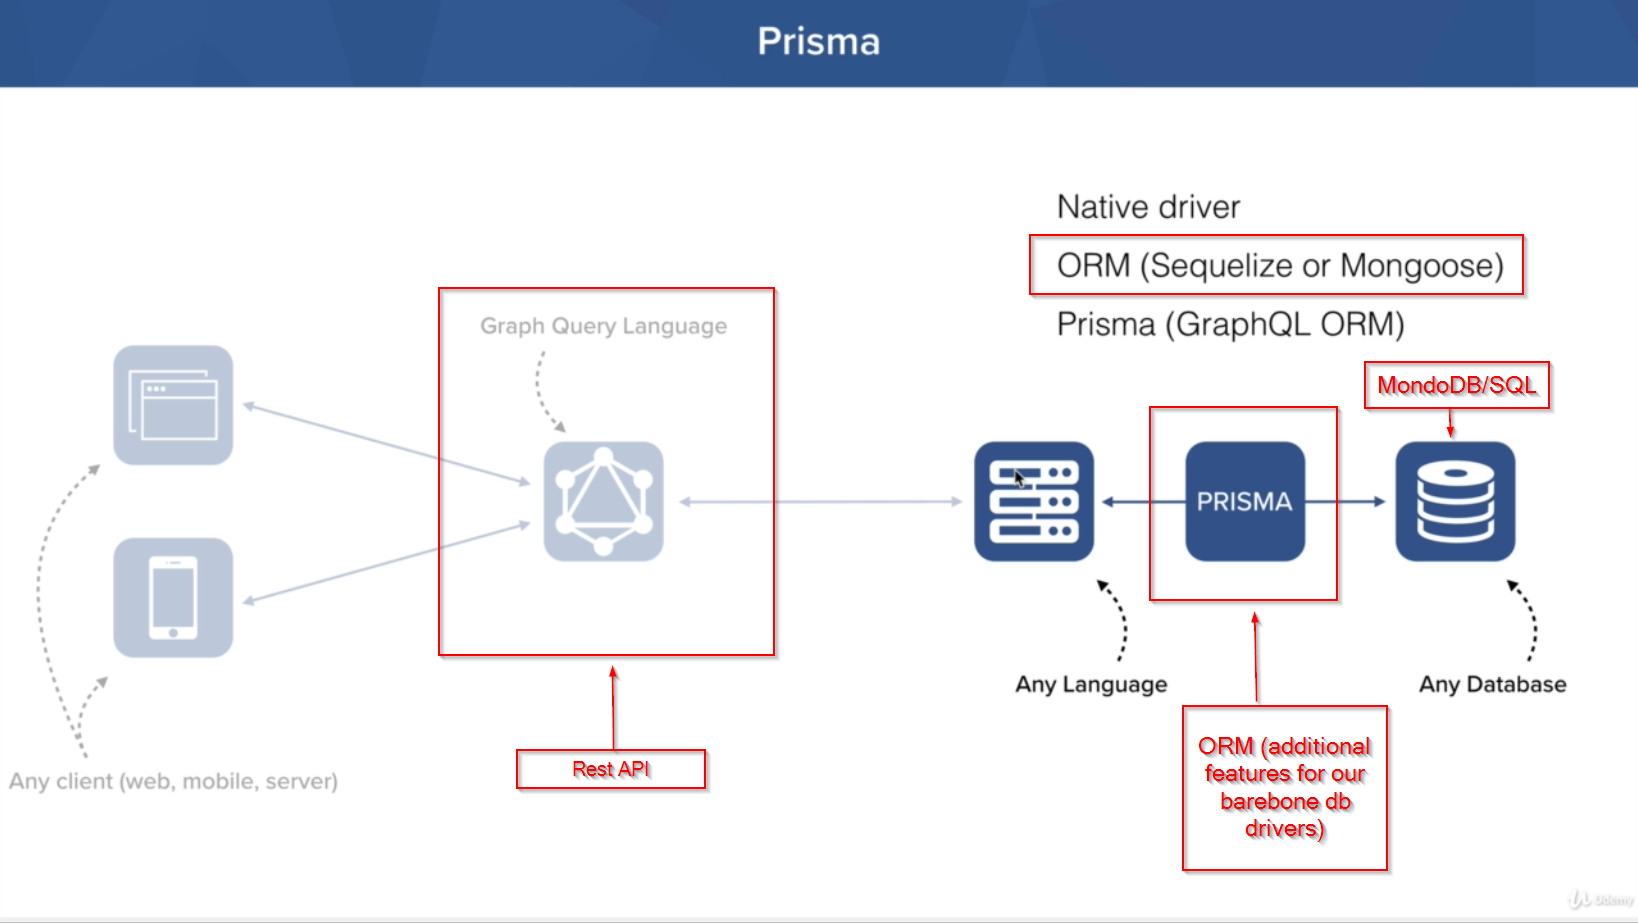 Prisma
Native driver
ORM (Sequelize or Mongoose)
Prisma (GraphQL ORM)
Graph Query Language
MondoDB/SQL
PRISMA
Any Language
Any Database
Rest API
ORM (additional
features for our
barebone db
drivers)
Any client (web, mobile, server)
Udemy